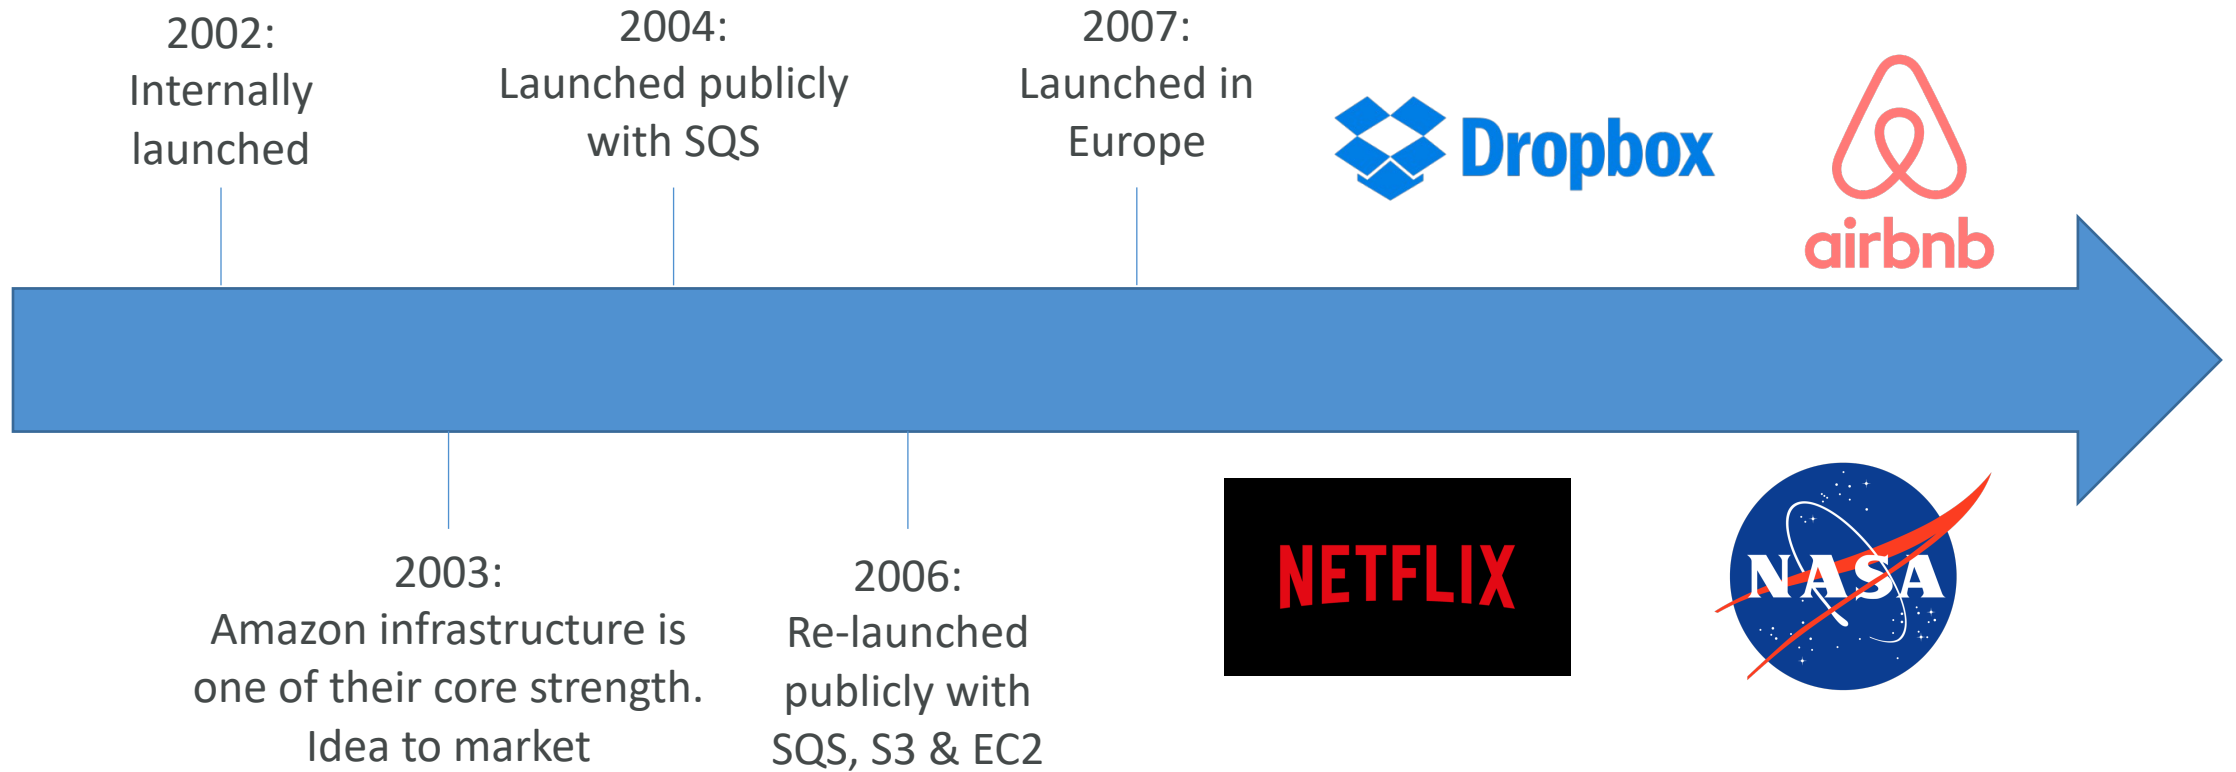 2002:
Internally
launched
2003:
Amazon infrastructure is
one of their core strength.
Idea to market
2004:
Launched publicly
with SQS
2006:
Re-launched
publicly with
SQS, S3 & EC2
2007:
Launched in
Europe
Dropbox
airbnb
NETFLIX
NASA